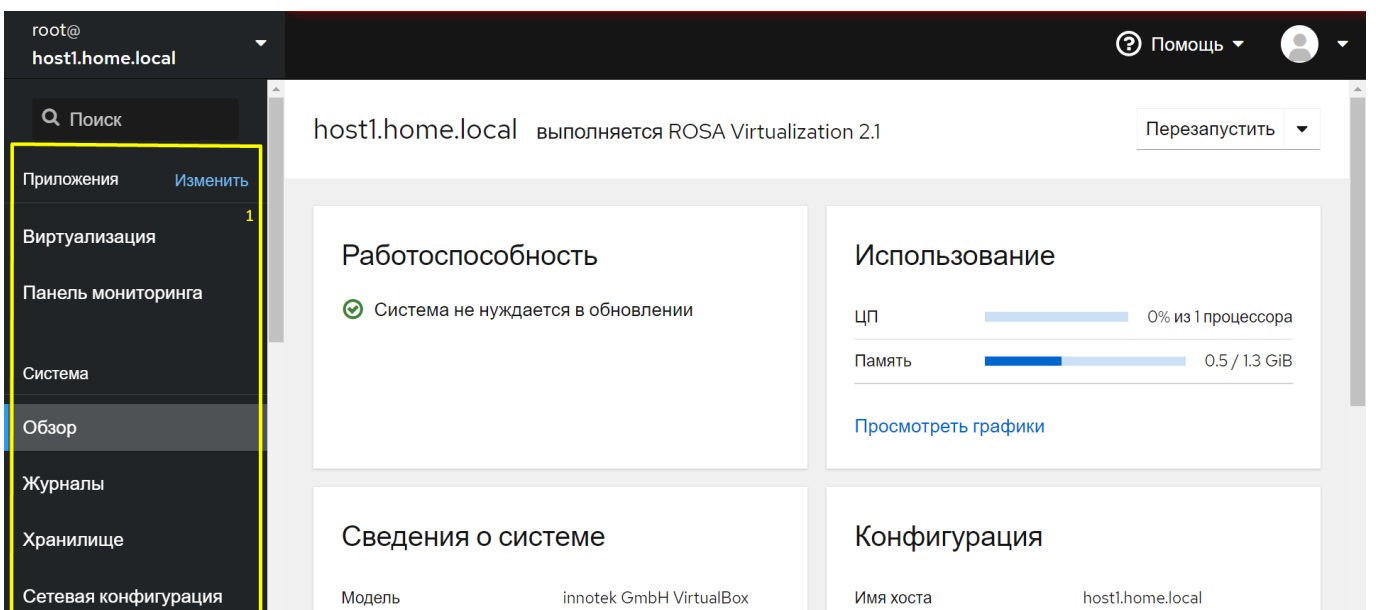 root@
host1.home.local
Помощь
Поиск
host1.home.local выполняется ROSA Virtualization 2.1
Перезапустить
Приложения Изменить
1
Виртуализация
Панель мониторинга
Система
Обзор
Журналы
Хранилище
Сетевая конфигурация
Работоспособность
Система не нуждается в обновлении
Использование
ЦП 0% из 1 процессора
Память 0.5 / 1.3 GiB
Просмотреть графики
Сведения о системе
Модель innotek GmbH VirtualBox
Конфигурация
Имя хоста host1.home.local